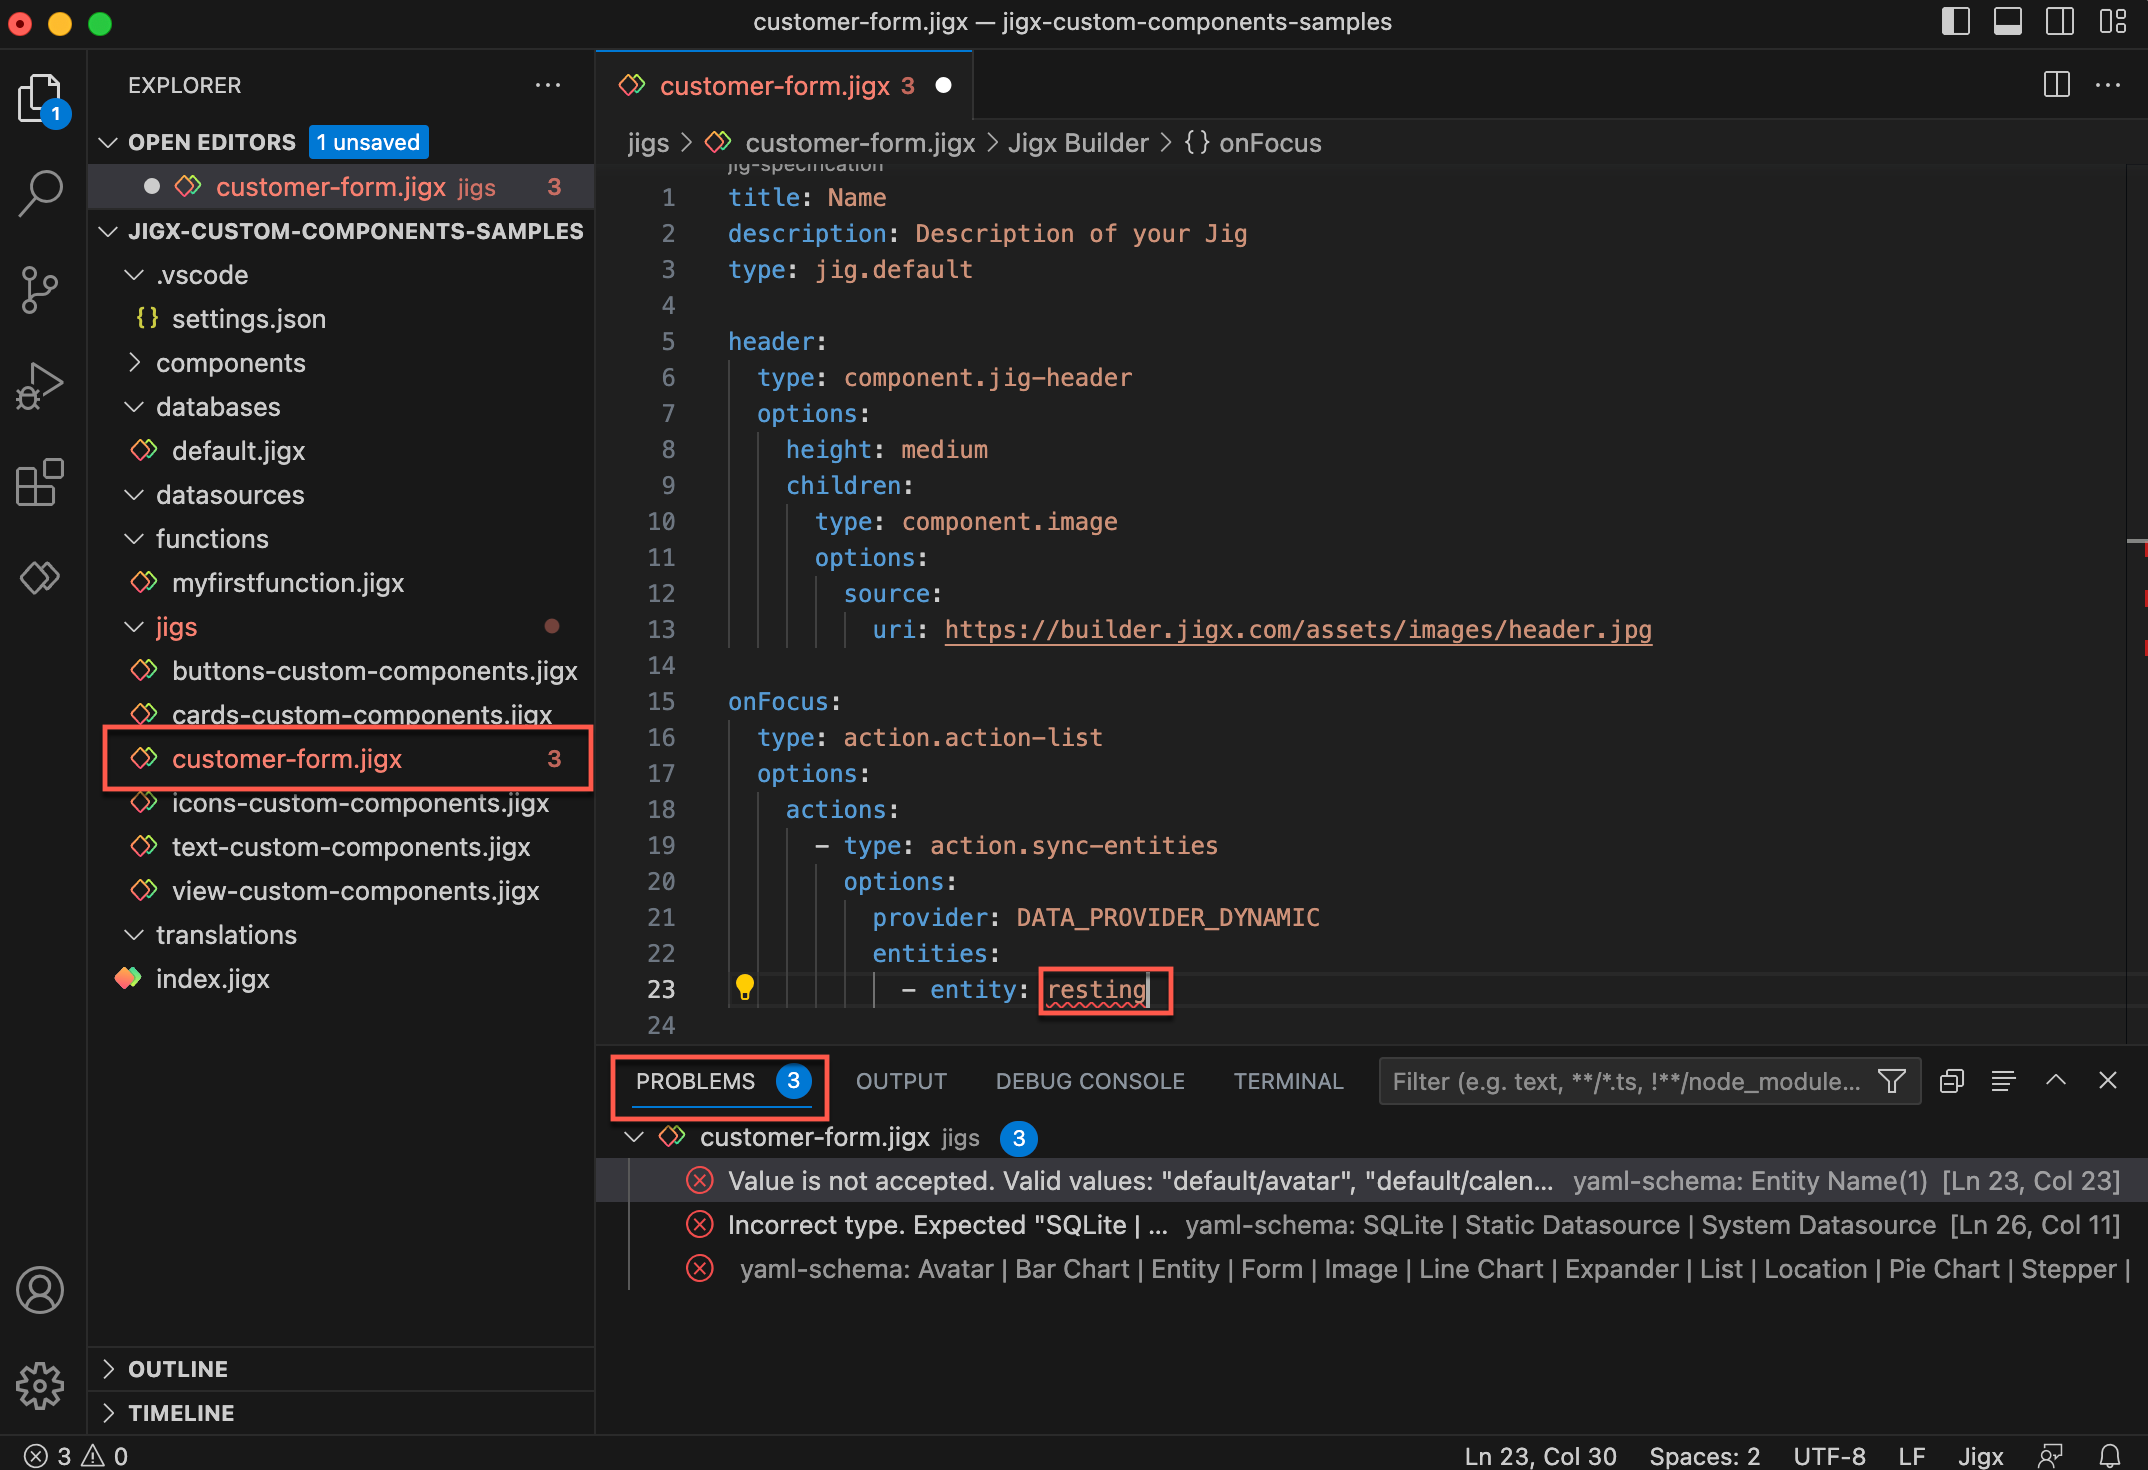 customer-form.jigx — jigx-custom-components-samples
EXPLORER
1
OPEN EDITORS 1 unsaved
customer-form.jigx jigs 3
JIGX-CUSTOM-COMPONENTS-SAMPLES
.vscode
{} settings.json
components
databases
default.jigx
datasources
functions
myfirstfunction.jigx
jigs
buttons-custom-components.jigx
cards-custom-components.jigx
customer-form.jigx 3
icons-custom-components.jigx
text-custom-components.jigx
view-custom-components.jigx
translations
index.jigx
OUTLINE
TIMELINE
customer-form.jigx 3
jigs > customer-form.jigx > Jigx Builder > {} onFocus
jig-specification
1 title: Name
2 description: Description of your Jig
3 type: jig.default
4
5 header:
6 type: component.jig-header
7 options:
8 height: medium
9 children:
10 type: component.image
11 options:
12 source:
13 uri: https://builder.jigx.com/assets/images/header.jpg
14
15 onFocus:
16 type: action.action-list
17 options:
18 actions:
19 - type: action.sync-entities
20 options:
21 provider: DATA_PROVIDER_DYNAMIC
22 entities:
23 - entity: resting
24
PROBLEMS 3 OUTPUT DEBUG CONSOLE TERMINAL Filter (e.g. text, **/*.ts, !**/node_module...
customer-form.jigx jigs 3
Value is not accepted. Valid values: "default/avatar", "default/calen... yaml-schema: Entity Name(1) [Ln 23, Col 23]
Incorrect type. Expected "SQLite | ... yaml-schema: SQLite | Static Datasource | System Datasource [Ln 26, Col 11]
yaml-schema: Avatar | Bar Chart | Entity | Form | Image | Line Chart | Expander | List | Location | Pie Chart | Stepper |
3 0 Ln 23, Col 30 Spaces: 2 UTF-8 LF Jigx